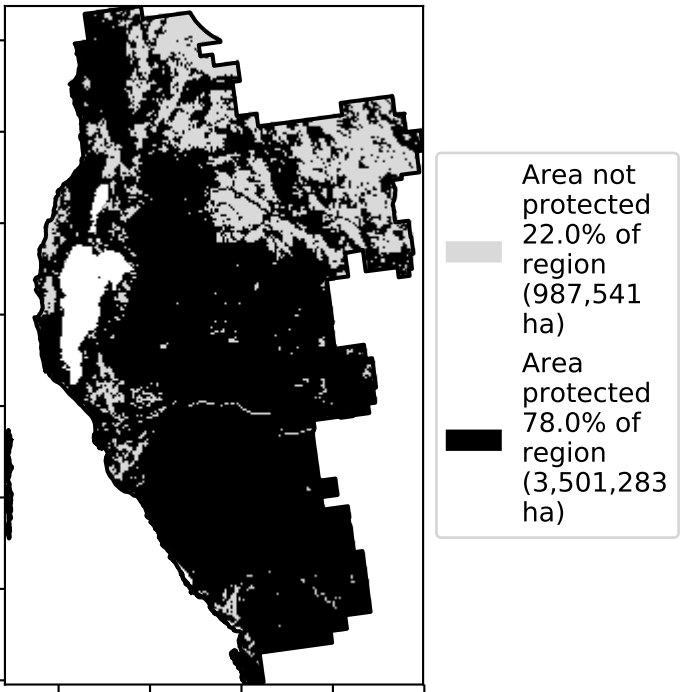 Area not
protected
22.0% of
region
(987,541
ha)
Area
protected
78.0% of
region
(3,501,283
ha)